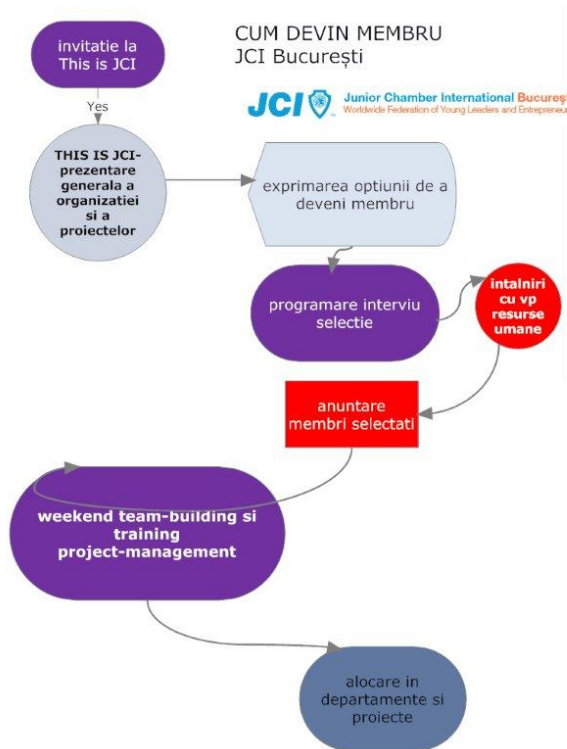 CUM DEVIN MEMBRU
JCI București
JCI
Junior Chamber International Bucureș
Worldwide Federation of Young Leaders and Entrepreneur
invitatie la
This is JCI
Yes
THIS IS JCI-
prezentare
generala a
organizatiei
si a
proiectelor
exprimarea optiunii de a
deveni membru
programare interviu
selectie
intalniri
cu vp
resurse
umane
anuntare
membri selectati
weekend team-building si
training
project-management
alocare in
departamente si
proiecte